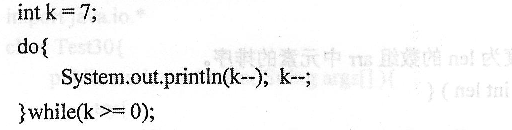 int k = 7;
do{
System.out.println(k--); k--;
}while(k >= 0);